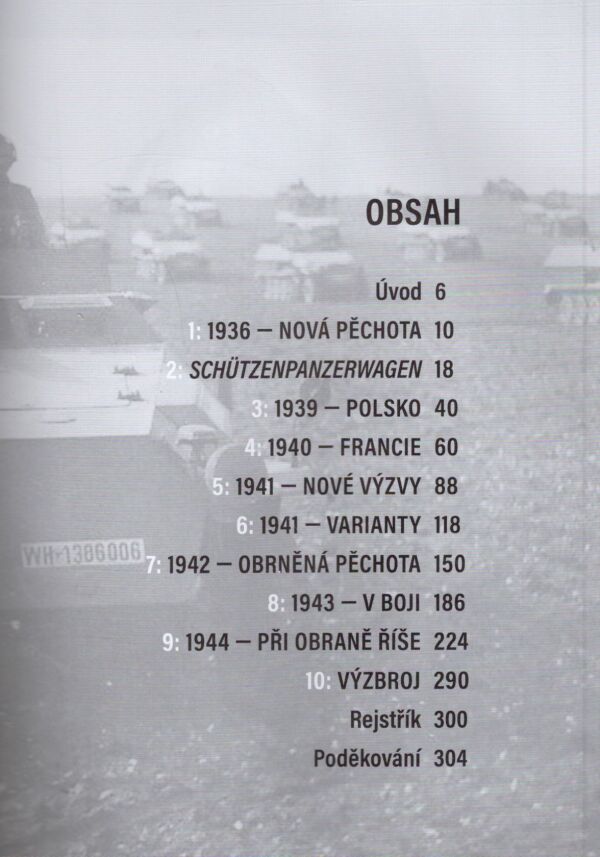 OBSAH
Úvod 6
1: 1936 – NOVÁ PĚCHOTA 10
2: SCHÜTZENPANZERWAGEN 18
3: 1939 – POLSKO 40
4: 1940 – FRANCIE 60
5: 1941 – NOVÉ VÝZVY 88
6: 1941 – VARIANTY 118
WH-1386006
7: 1942 – OBRNĚNÁ PĚCHOTA 150
8: 1943 – V BOJI 186
9: 1944 – PŘI OBRANĚ ŘÍŠE 224
10: VÝZBROJ 290
Rejstřík 300
Poděkování 304